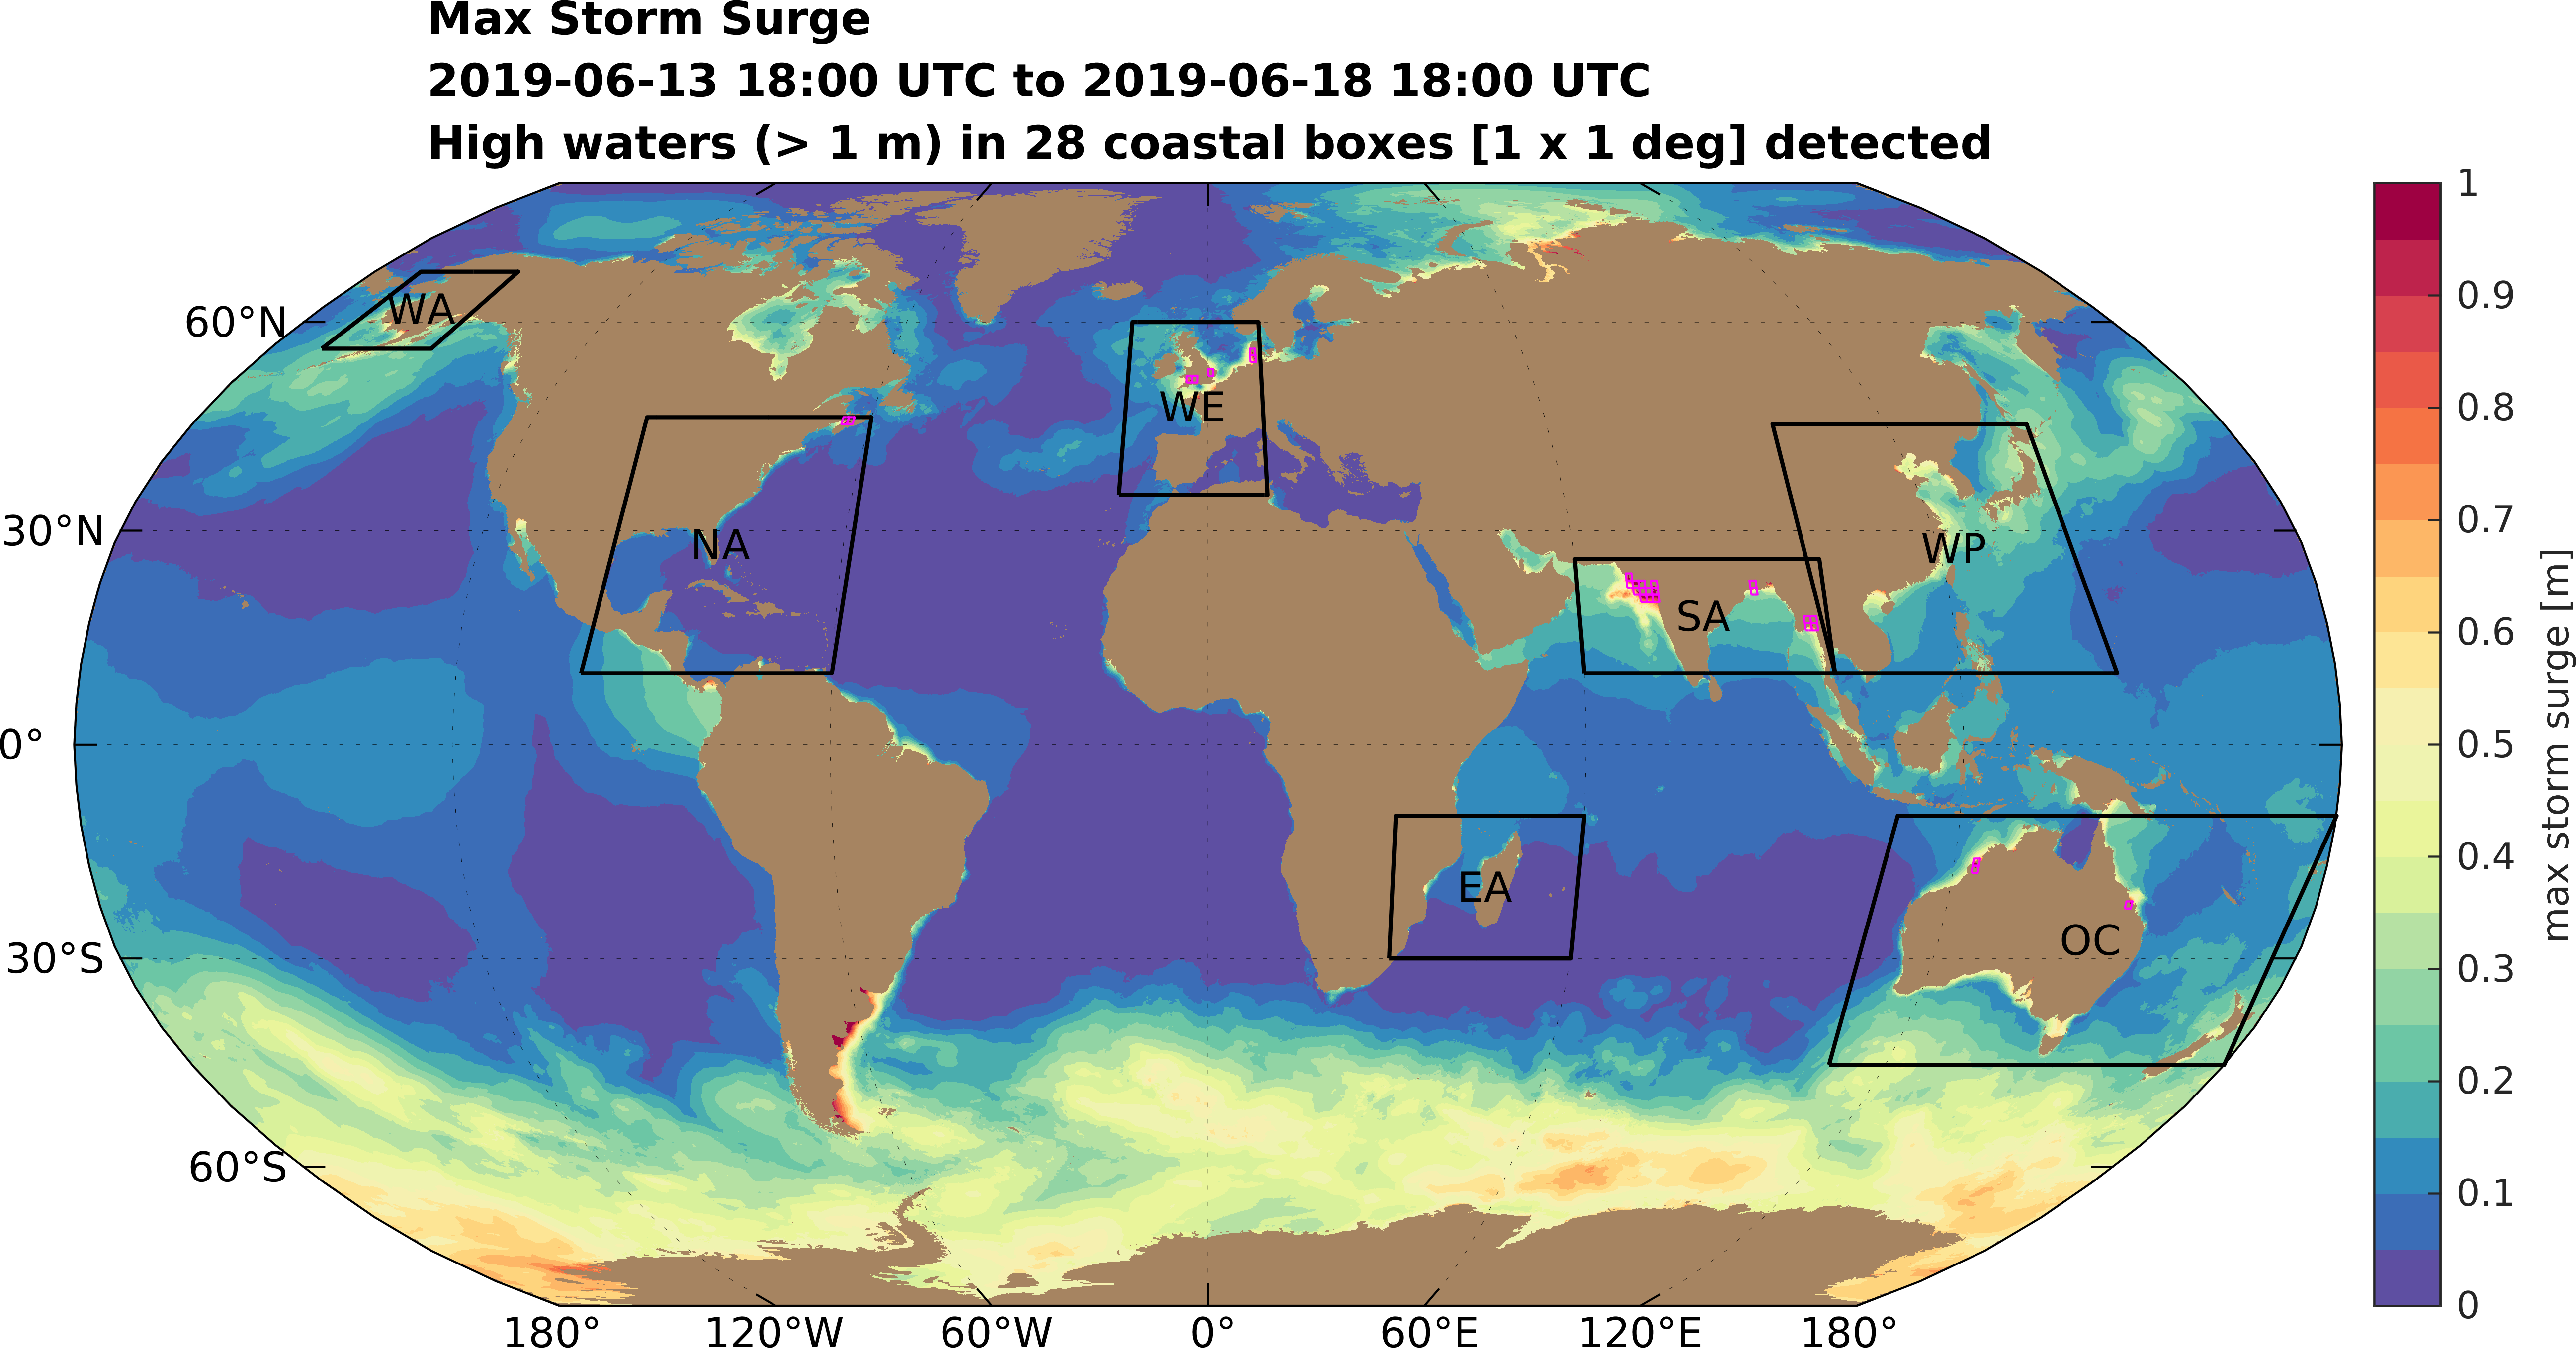 Max Storm Surge
2019-06-13 18:00 UTC to 2019-06-18 18:00 UTC
High waters (> 1 m) in 28 coastal boxes [1 x 1 deg] detected
60°N
30°N
0°
30°S
60°S
WA
NA
WE
SA
WP
EA
OC
180°
120°W
60°W
0°
60°E
120°E
180°
1
0.9
0.8
0.7
0.6
0.5
0.4
0.3
0.2
0.1
0
max storm surge [m]